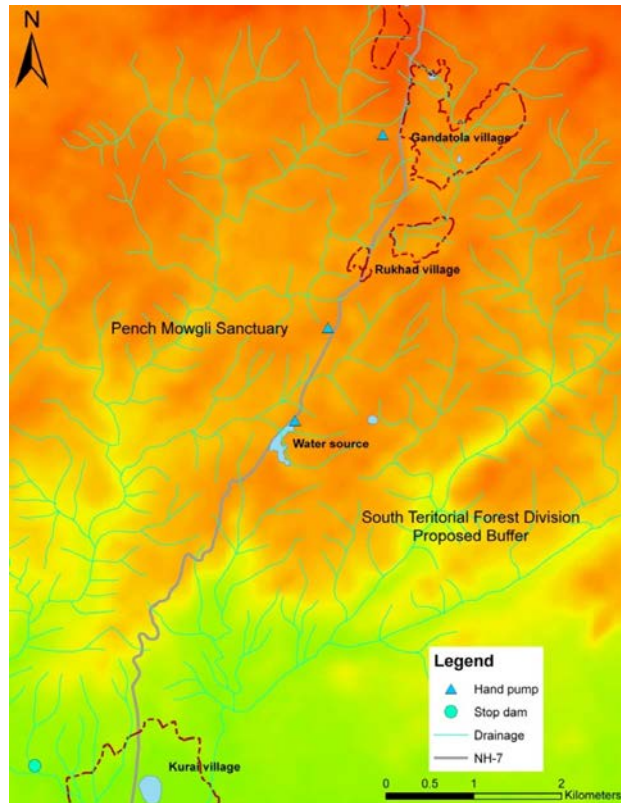 N
Gandatola village
Rukhad village
Pench Mowgli Sanctuary
Water source
South Teritorial Forest Division
Proposed Buffer
Legend
Hand pump
Stop dam
Drainage
NH-7
Kurai village
0 0.5 1 2
Kilometers